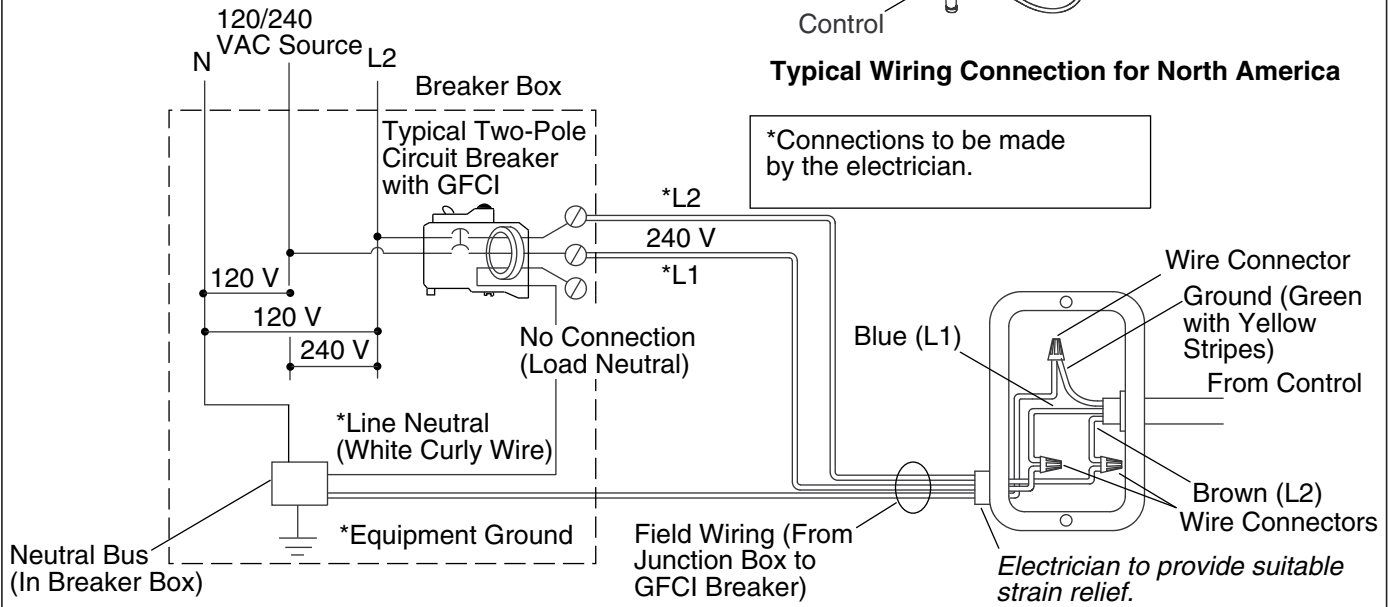 Control
Typical Wiring Connection for North America
*Connections to be made
by the electrician.
120/240
VAC Source
N
L2
Breaker Box
Typical Two-Pole
Circuit Breaker
with GFCI
*L2
240 V
*L1
120 V
120 V
240 V
No Connection
(Load Neutral)
*Line Neutral
(White Curly Wire)
*Equipment Ground
Neutral Bus
(In Breaker Box)
Field Wiring (From
Junction Box to
GFCI Breaker)
Blue (L1)
Wire Connector
Ground (Green
with Yellow
Stripes)
From Control
Brown (L2)
Wire Connectors
Electrician to provide suitable
strain relief.